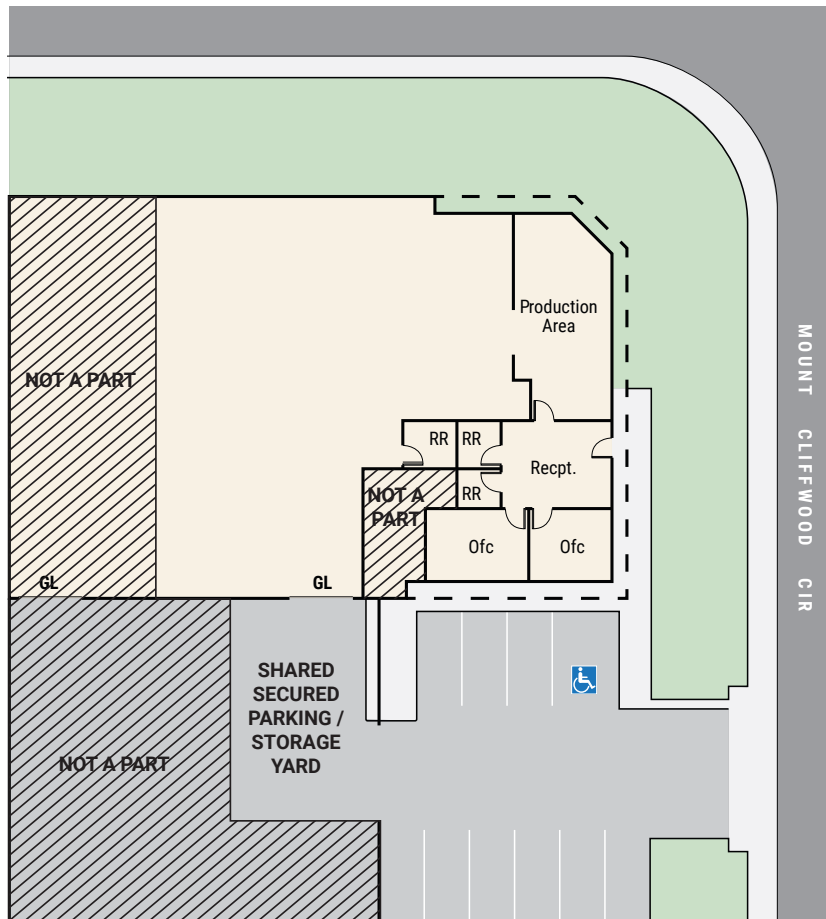 Production
Area
NOT A PART
RR
RR
Recpt.
NOT A
PART
RR
Ofc
Ofc
GL
GL
SHARED
SECURED
PARKING /
STORAGE
YARD
NOT A PART
MOUNT CLIFFWOOD CIR